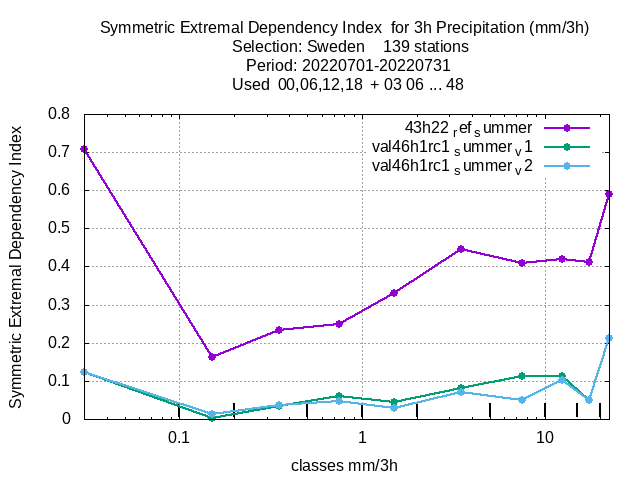 Symmetric Extremal Dependency Index  for 3h Precipitation (mm/3h)
Selection: Sweden    139 stations
Period: 20220701-20220731
Used  00,06,12,18  + 03 06 ... 48
43h22 ref summer
val46h1rc1 summer v1
val46h1rc1 summer v2
Symmetric Extremal Dependency Index
0.8
0.7
0.6
0.5
0.4
0.3
0.2
0.1
0
0.1 1 10
classes mm/3h